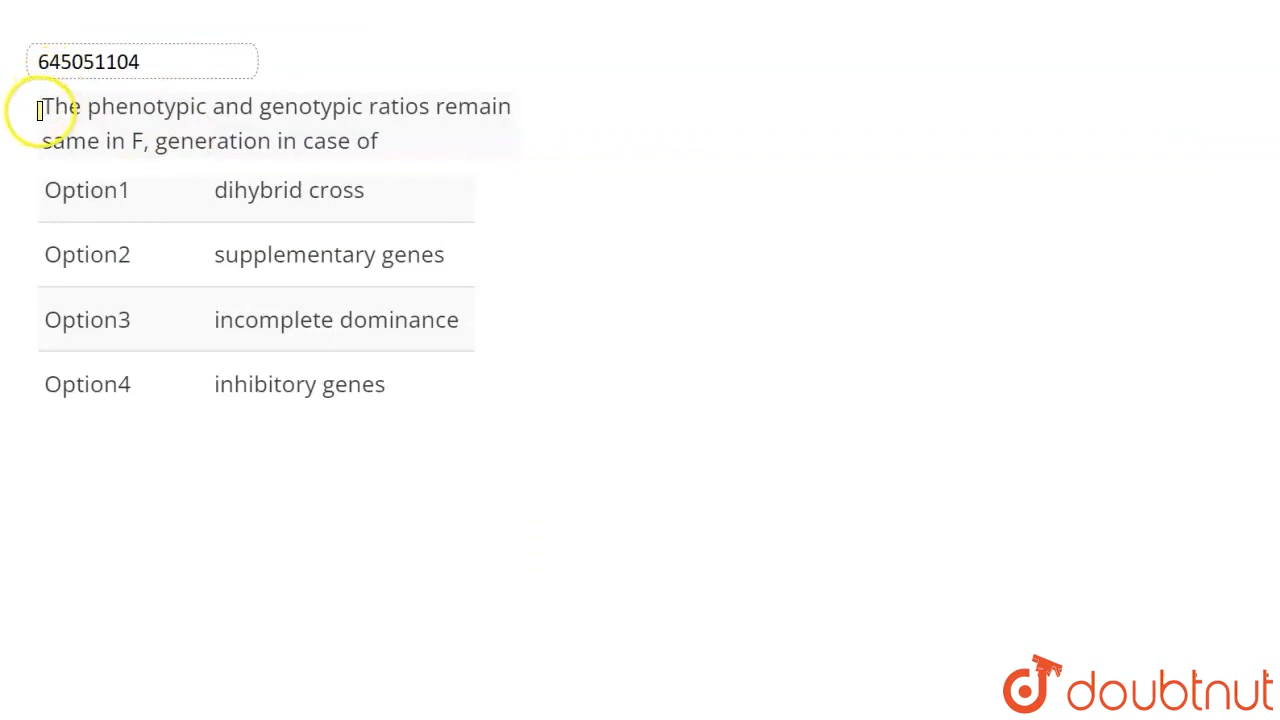 645051104
The phenotypic and genotypic ratios remain
same in F, generation in case of
Option1 dihybrid cross
Option2 supplementary genes
Option3 incomplete dominance
Option4 inhibitory genes
doubtnut